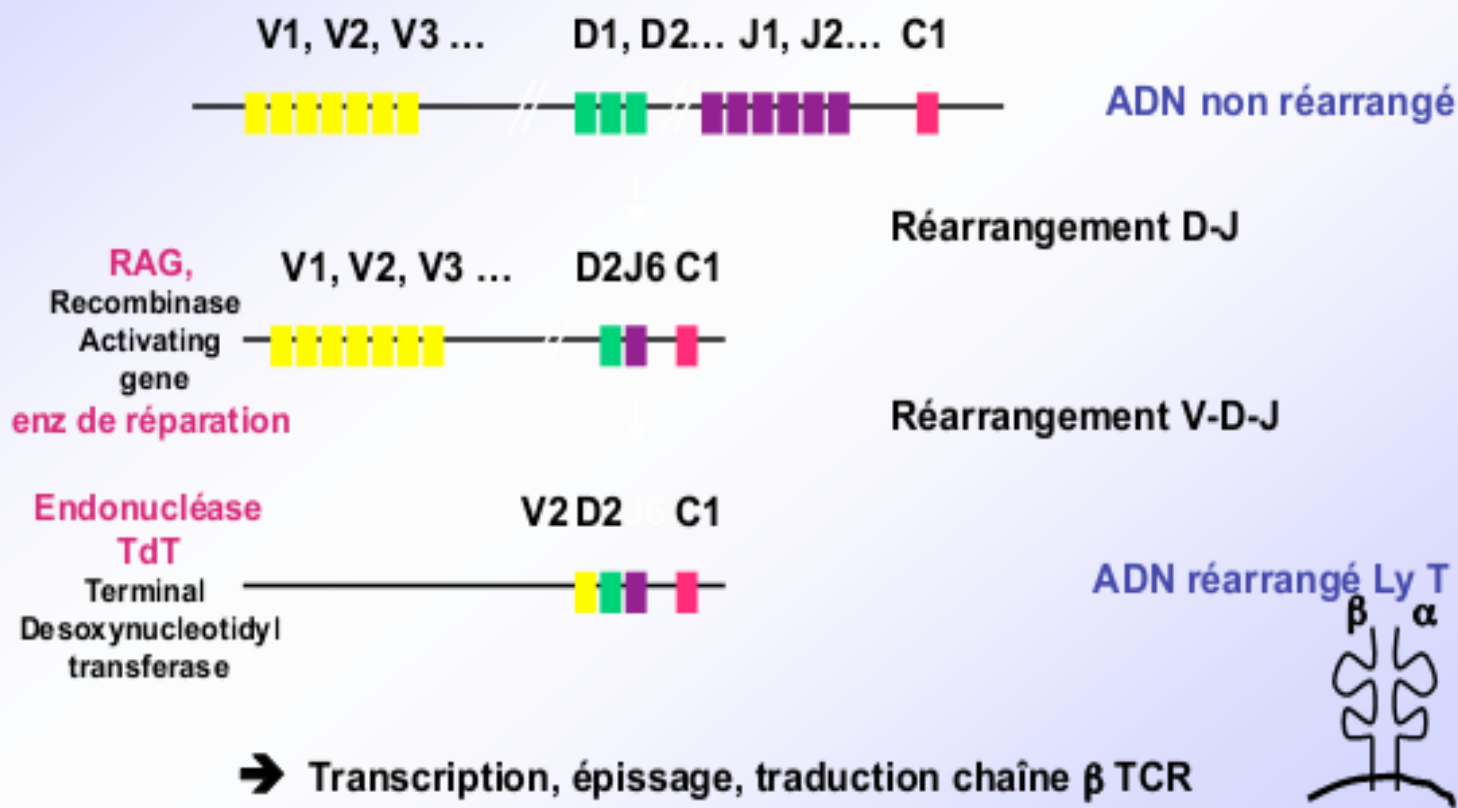 V1, V2, V3 ... D1, D2... J1, J2... C1
ADN non réarrangé
Réarrangement D-J
RAG,
Recombinase
Activating
gene
enz de réparation
V1, V2, V3 ... D2J6 C1
Réarrangement V-D-J
Endonucléase
TdT
Terminal
Desoxynucleotidyl
transferase
V2 D2 J6 C1
ADN réarrangé Ly T
β α
➔ Transcription, épissage, traduction chaîne β TCR